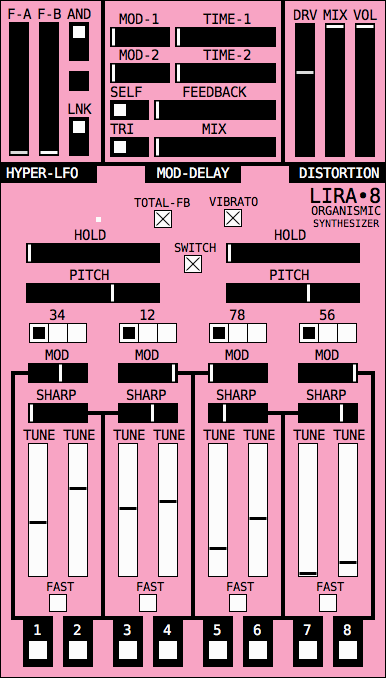 F-A F-B AND MOD-1 TIME-1 DRV MIX VOL
MOD-2 TIME-2
SELF FEEDBACK
LNK TRI MIX
HYPER-LFO MOD-DELAY DISTORTION
LIRA•8
ORGANISMIC
SYNTHESIZER
TOTAL-FB VIBRATO
HOLD SWITCH HOLD
PITCH PITCH
34 12 78 56
MOD MOD MOD MOD
SHARP SHARP SHARP SHARP
TUNE TUNE TUNE TUNE TUNE TUNE TUNE TUNE
FAST FAST FAST FAST
1 2 3 4 5 6 7 8